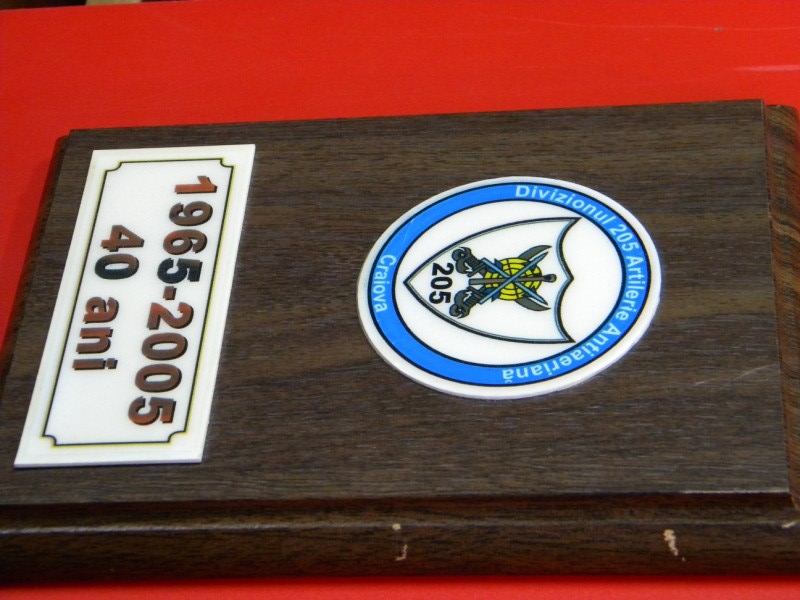 Divizionul 205 Artilerie Antiaeriană
205
Craiova
1965-2005
40 ani